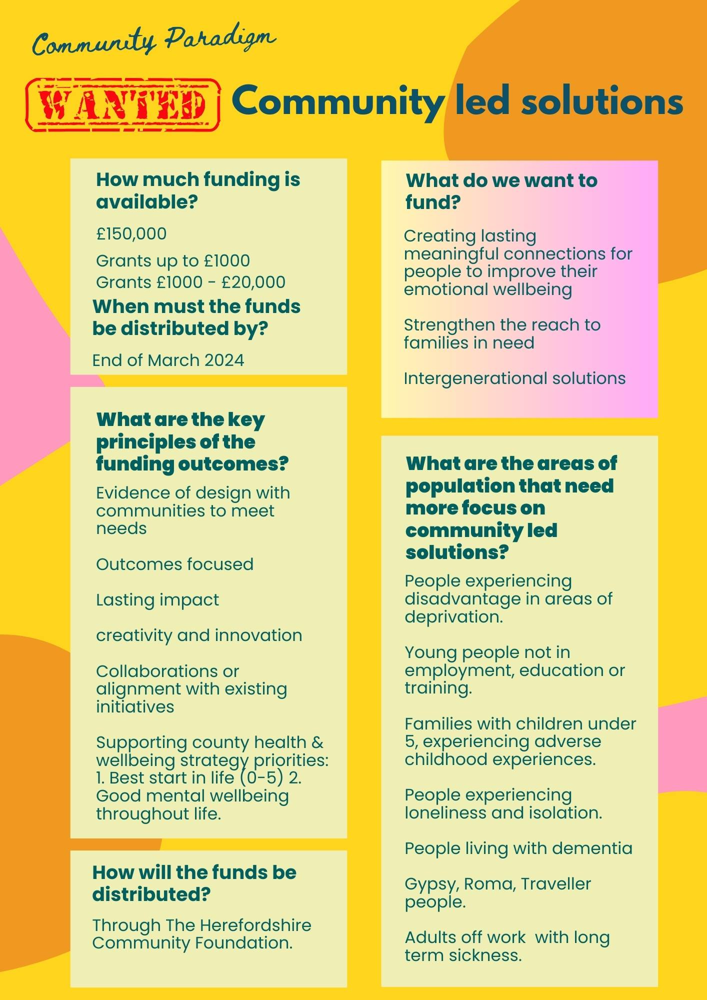 Community Paradigm
WANTED Community led solutions
How much funding is
available?
£150,000
Grants up to £1000
Grants £1000 - £20,000
When must the funds
be distributed by?
End of March 2024
What are the key
principles of the
funding outcomes?
Evidence of design with
communities to meet
needs
Outcomes focused
Lasting impact
creativity and innovation
Collaborations or
alignment with existing
initiatives
Supporting county health &
wellbeing strategy priorities:
1. Best start in life (0-5) 2.
Good mental wellbeing
throughout life.
How will the funds be
distributed?
Through The Herefordshire
Community Foundation.
What do we want to
fund?
Creating lasting
meaningful connections for
people to improve their
emotional wellbeing
Strengthen the reach to
families in need
Intergenerational solutions
What are the areas of
population that need
more focus on
community led
solutions?
People experiencing
disadvantage in areas of
deprivation.
Young people not in
employment, education or
training.
Families with children under
5, experiencing adverse
childhood experiences.
People experiencing
loneliness and isolation.
People living with dementia
Gypsy, Roma, Traveller
people.
Adults off work  with long
term sickness.